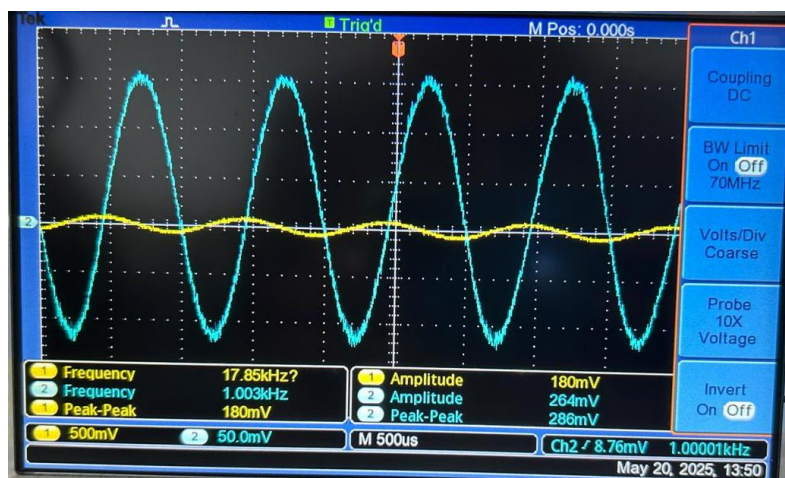 Tek Trig'd M Pos: 0.000s
Ch1
Coupling
DC
BW Limit
On Off
70MHz
Volts/Div
Coarse
Probe
10X
Voltage
Invert
On Off
2
1 Frequency 17.85kHz?
2 Frequency 1.003kHz
1 Peak-Peak 180mV
1 Amplitude 180mV
2 Amplitude 264mV
2 Peak-Peak 286mV
1 500mV 2 50.0mV M 500us Ch2 / 8.76mV 1.00001kHz
May 20, 2025, 13:50